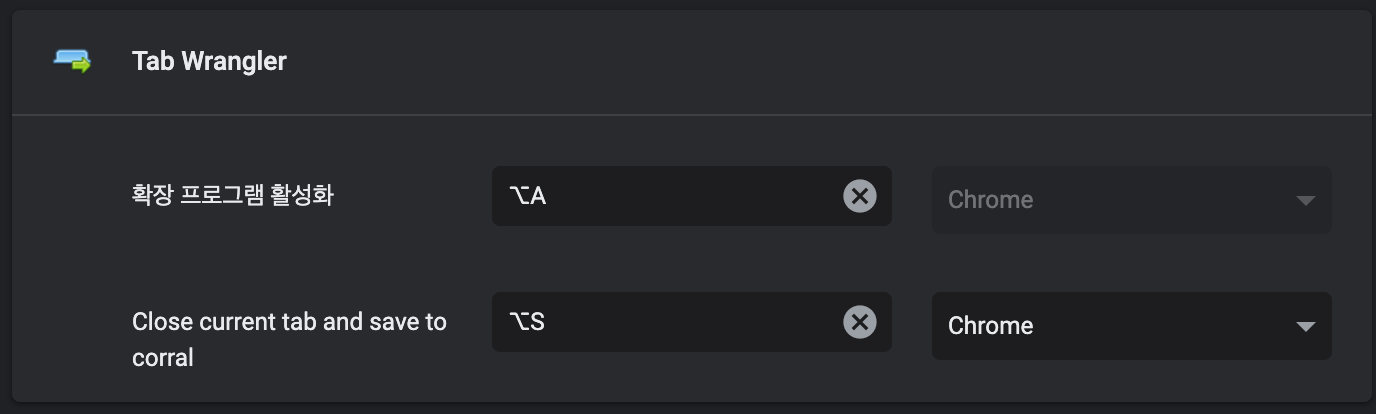 Tab Wrangler
확장 프로그램 활성화
⌥A
Chrome
Close current tab and save to
corral
⌥S
Chrome